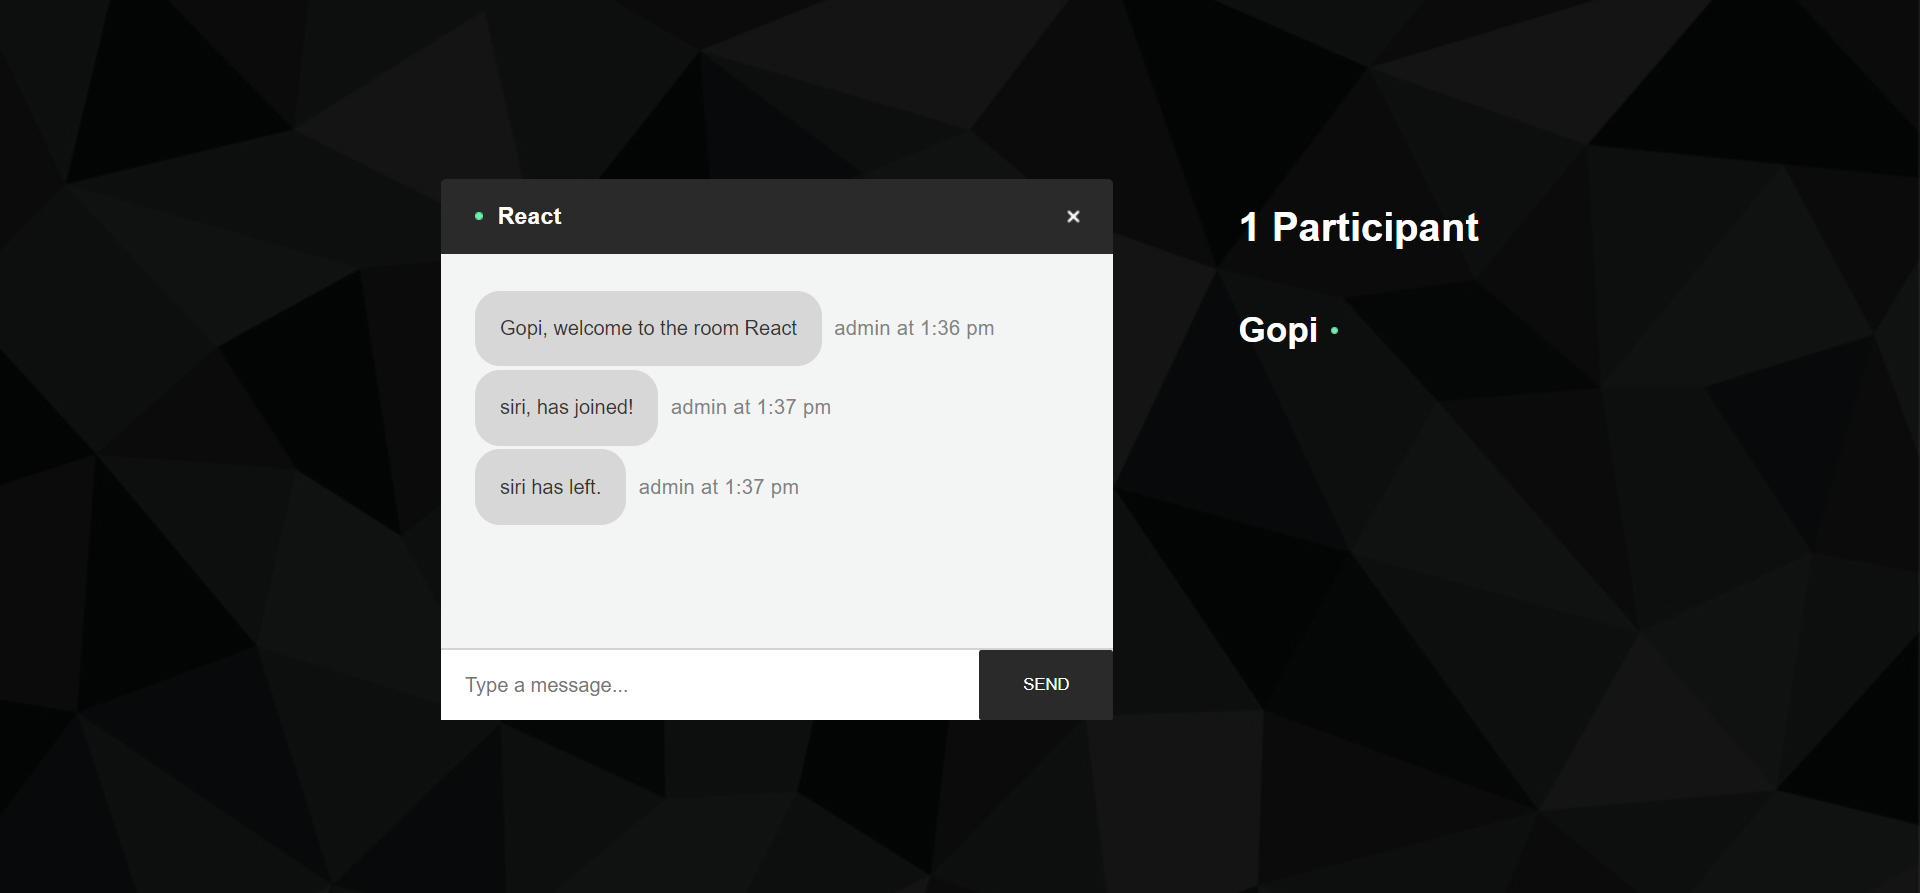 React
×
Gopi, welcome to the room React admin at 1:36 pm
siri, has joined! admin at 1:37 pm
siri has left. admin at 1:37 pm
Type a message...
SEND
1 Participant
Gopi